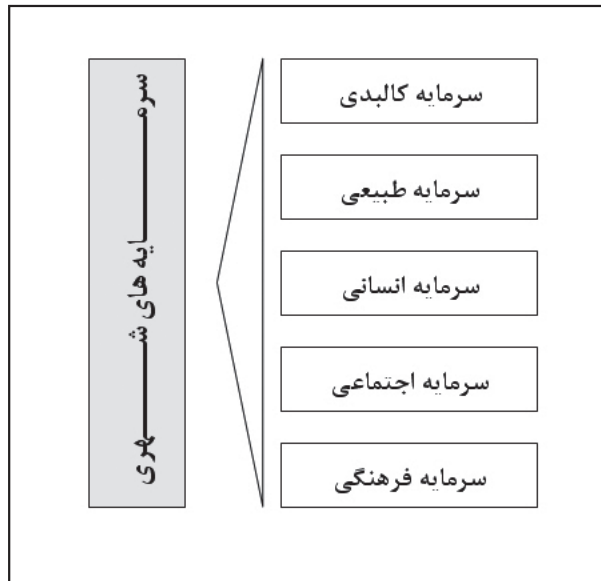 سرمایه های شهری
سرمایه کالبدی
سرمایه طبیعی
سرمایه انسانی
سرمایه اجتماعی
سرمایه فرهنگی